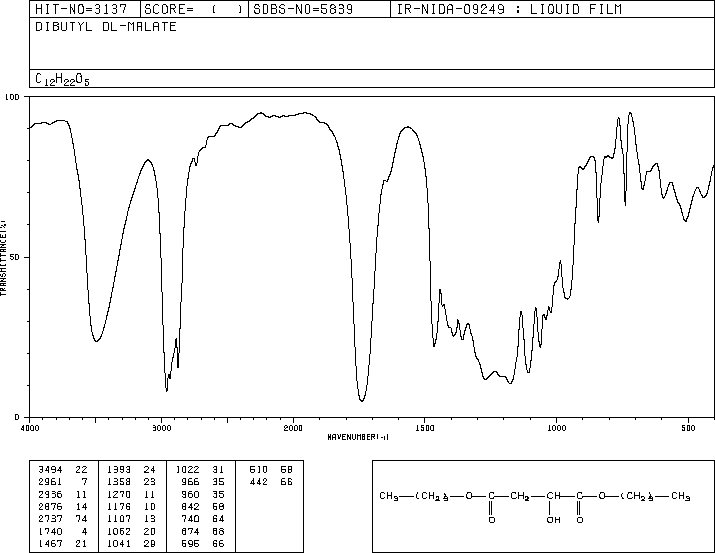 HIT-NO=3137 SCORE= ( ) SDBS-NO=5839 IR-NIDA-09249 : LIQUID FILM
DIBUTYL DL-MALATE
C12H22O5
100
50
0
TRANSMITTANCE(%)
4000 3000 2000 1500 1000 500
WAVENUMBER(-1)
3494 22 1393 24 1022 31 510 58
2961 7 1358 23 966 35 442 66
2936 11 1270 11 960 35
2876 14 1176 10 842 58
2737 74 1107 13 740 64
1740 4 1062 20 674 68
1467 21 1041 29 595 66
CH3—(CH2)3—O—C—CH2—CH—C—O—(CH2)3—CH3
O OH O